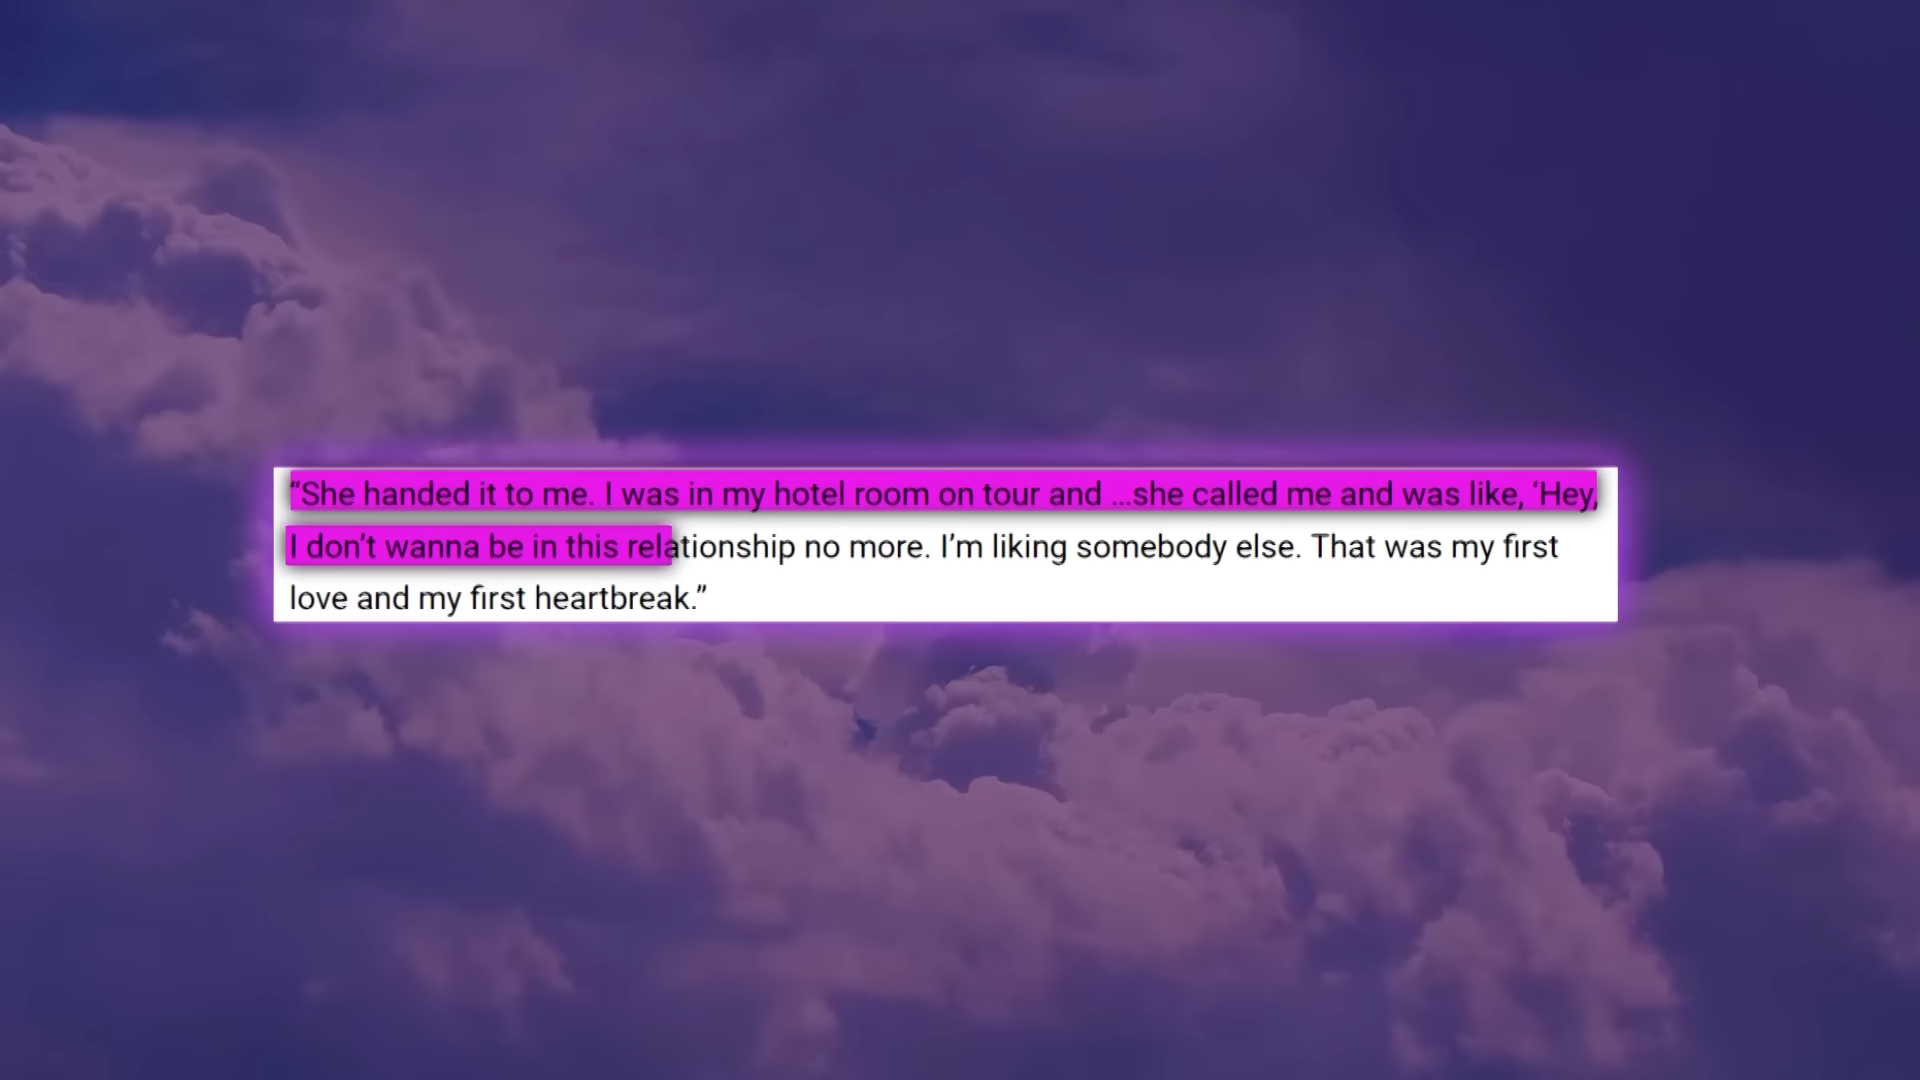 “She handed it to me. I was in my hotel room on tour and ...she called me and was like, ‘Hey,
I don’t wanna be in this relationship no more. I’m liking somebody else. That was my first
love and my first heartbreak.”